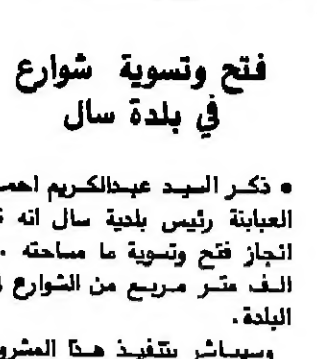 فتح وتسوية شوارع
في بلدة سال
• ذكر السيد عبدالكريم احمد
العبابنة رئيس بلدية سال انه
انجاز فتح وتسوية ما مساحته
الف متر مربع من الشوارع
البلدة.
وسيباشر بتنفيذ هذا المشروع